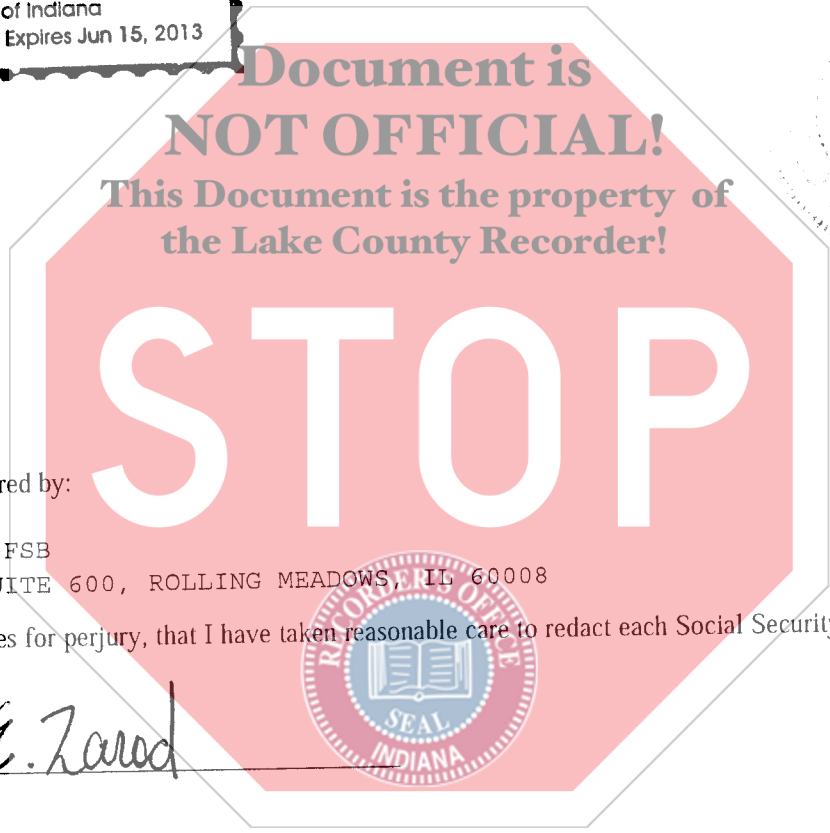 of Indiana
Expires Jun 15, 2013
Document is
NOT OFFICIAL!
This Document is the property of
the Lake County Recorder!
STOP
red by:
FSB
UITE 600, ROLLING MEADOWS, IL 60008
es for perjury, that I have taken reasonable care to redact each Social Security
RECORDER'S OFFICE
SEAL
INDIANA
E. Zarod